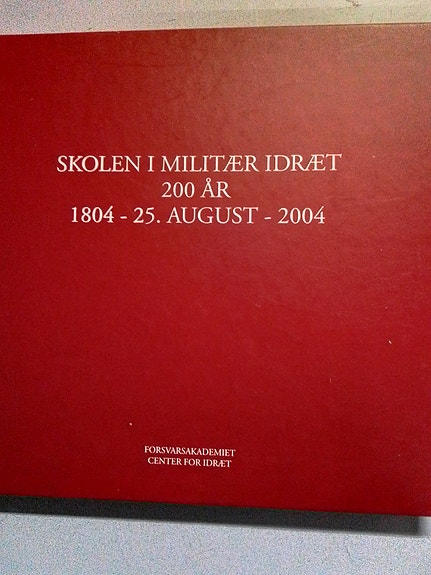 SKOLEN I MILITÆR IDRÆT
200 ÅR
1804 - 25. AUGUST - 2004
FORSVARSAKADEMIET
CENTER FOR IDRÆT